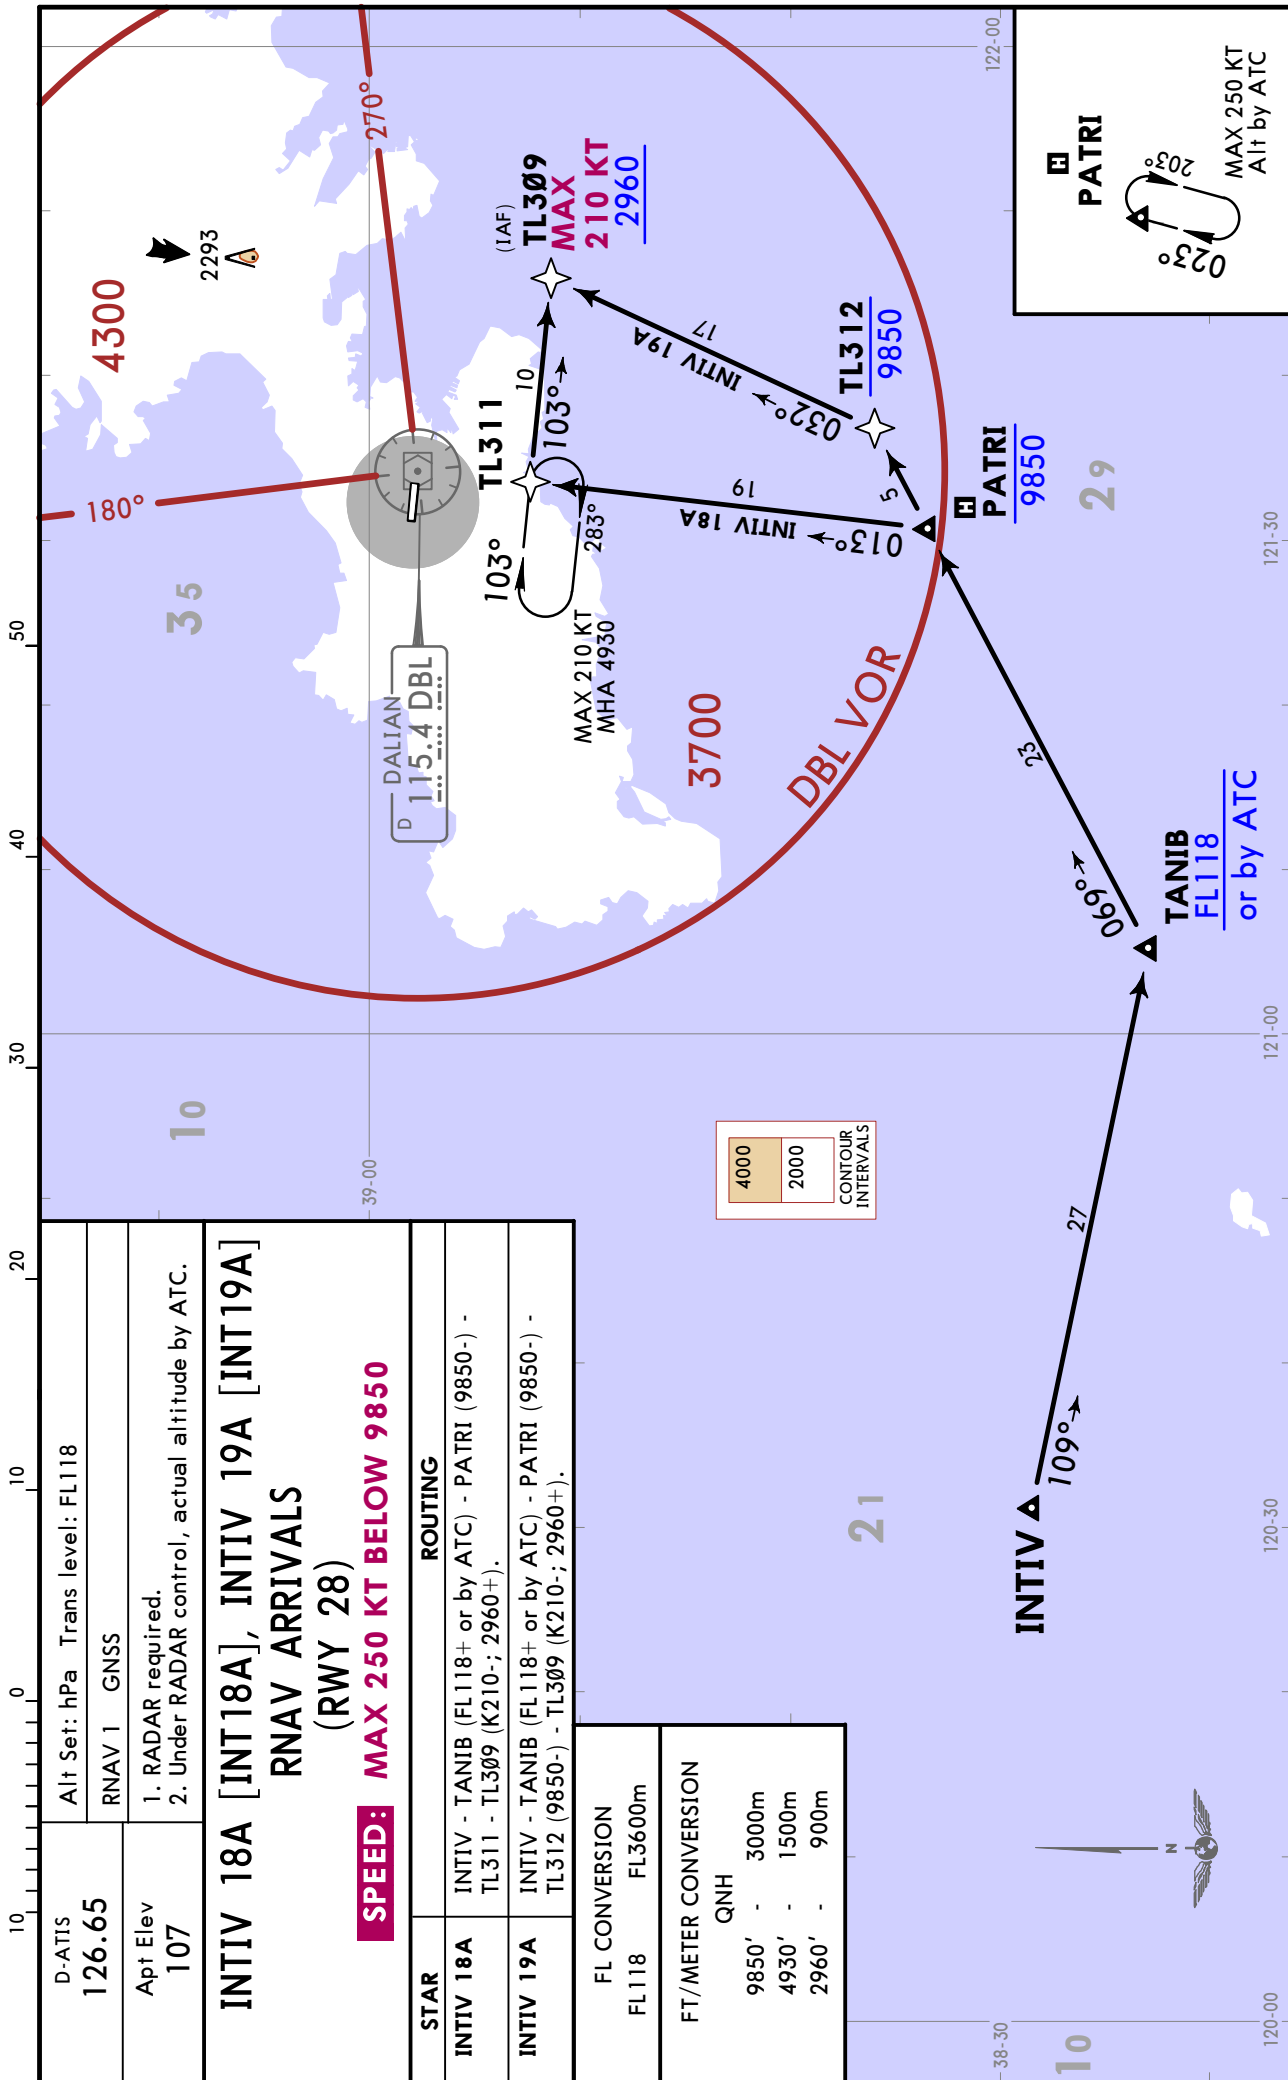 10 0 10 20 30 40 50
D-ATIS
126.65
Apt Elev
107
Alt Set: hPa Trans level: FL118
RNAV 1 GNSS
1. RADAR required.
2. Under RADAR control, actual altitude by ATC.
INTIV 18A [INT18A], INTIV 19A [INT19A]
RNAV ARRIVALS
(RWY 28)
SPEED: MAX 250 KT BELOW 9850
STAR ROUTING
INTIV 18A INTIV - TANIB (FL118+ or by ATC) - PATRI (9850-) -
TL311 - TL3Ø9 (K210-; 2960+).
INTIV 19A INTIV - TANIB (FL118+ or by ATC) - PATRI (9850-) -
TL312 (9850-) - TL3Ø9 (K210-; 2960+).
FL CONVERSION
FL118 FL3600m
FT/METER CONVERSION
QNH
9850' - 3000m
4930' - 1500m
2960' - 900m
4000
2000
CONTOUR
INTERVALS
10
35
4300
2293
180°
270°
39-00
D DALIAN
115.4 DBL
TL311
103°
283°
MAX 210 KT
MHA 4930
10
103°
(IAF)
TL3Ø9
MAX
210 KT
2960
3700
DBL VOR
INTIV 18A
19
013°
INTIV 19A
17
032°
TL312
9850
5
H
PATRI
9850
29
23
069°
TANIB
FL118
or by ATC
27
109°
INTIV
21
N
10
38-30
120-00
120-30
121-00
121-30
122-00
H
PATRI
023°
203°
MAX 250 KT
Alt by ATC